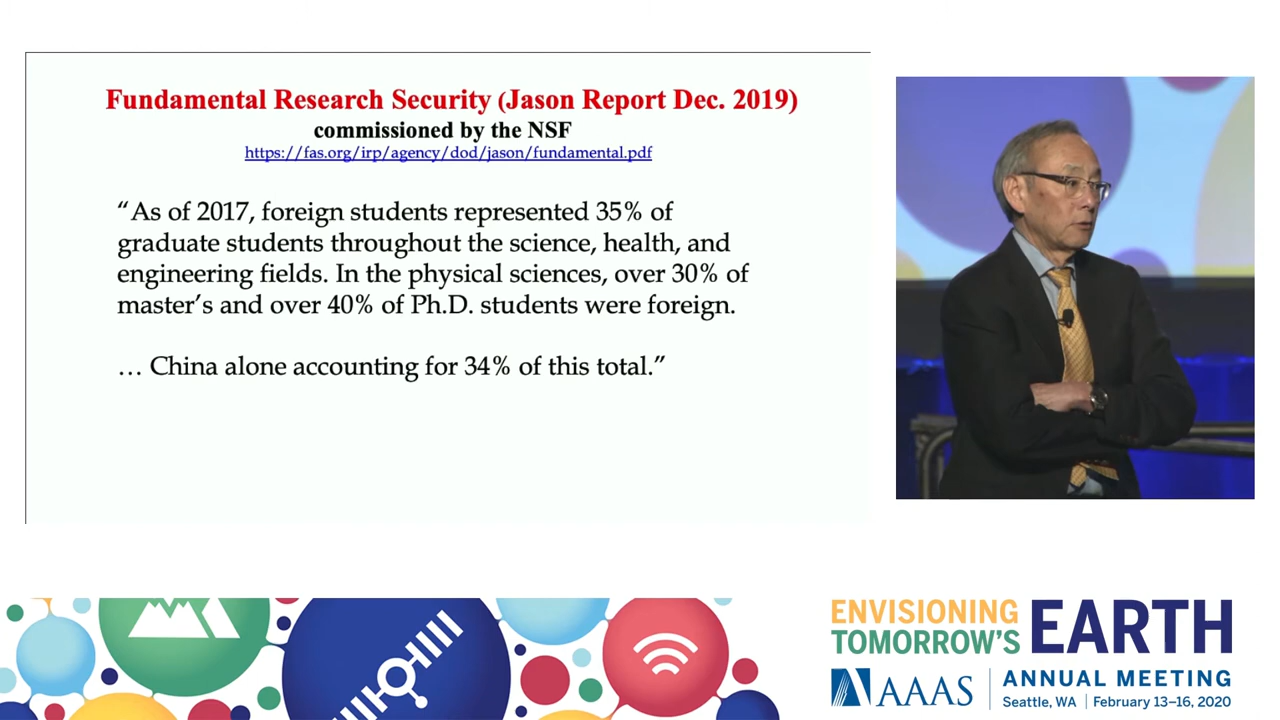 Fundamental Research Security (Jason Report Dec. 2019)
commissioned by the NSF
https://fas.org/irp/agency/dod/jason/fundamental.pdf
“As of 2017, foreign students represented 35% of
graduate students throughout the science, health, and
engineering fields. In the physical sciences, over 30% of
master’s and over 40% of Ph.D. students were foreign.
… China alone accounting for 34% of this total.”
ENVISIONING
TOMORROW’S
EARTH
AAAS
ANNUAL MEETING
Seattle, WA | February 13–16, 2020